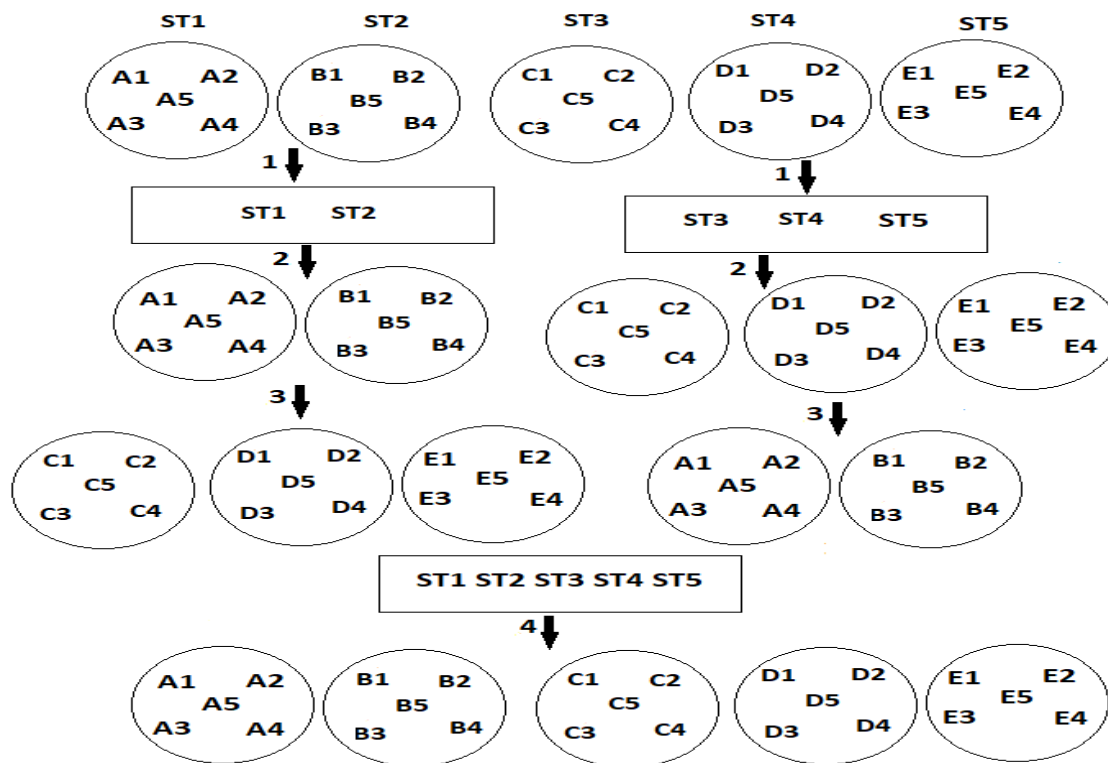 ST1 ST2 ST3 ST4 ST5
A1 A2 B1 B2 C1 C2 D1 D2 E1 E2
A5 B5 C5 D5 E5
A3 A4 B3 B4 C3 C4 D3 D4 E3 E4
1 1
ST1 ST2 ST3 ST4 ST5
2 2
A1 A2 B1 B2 C1 C2 D1 D2 E1 E2
A5 B5 C5 D5 E5
A3 A4 B3 B4 C3 C4 D3 D4 E3 E4
3 3
C1 C2 D1 D2 E1 E2 A1 A2 B1 B2
C5 D5 E5 A5 B5
C3 C4 D3 D4 E3 E4 A3 A4 B3 B4
ST1 ST2 ST3 ST4 ST5
4
A1 A2 B1 B2 C1 C2 D1 D2 E1 E2
A5 B5 C5 D5 E5
A3 A4 B3 B4 C3 C4 D3 D4 E3 E4